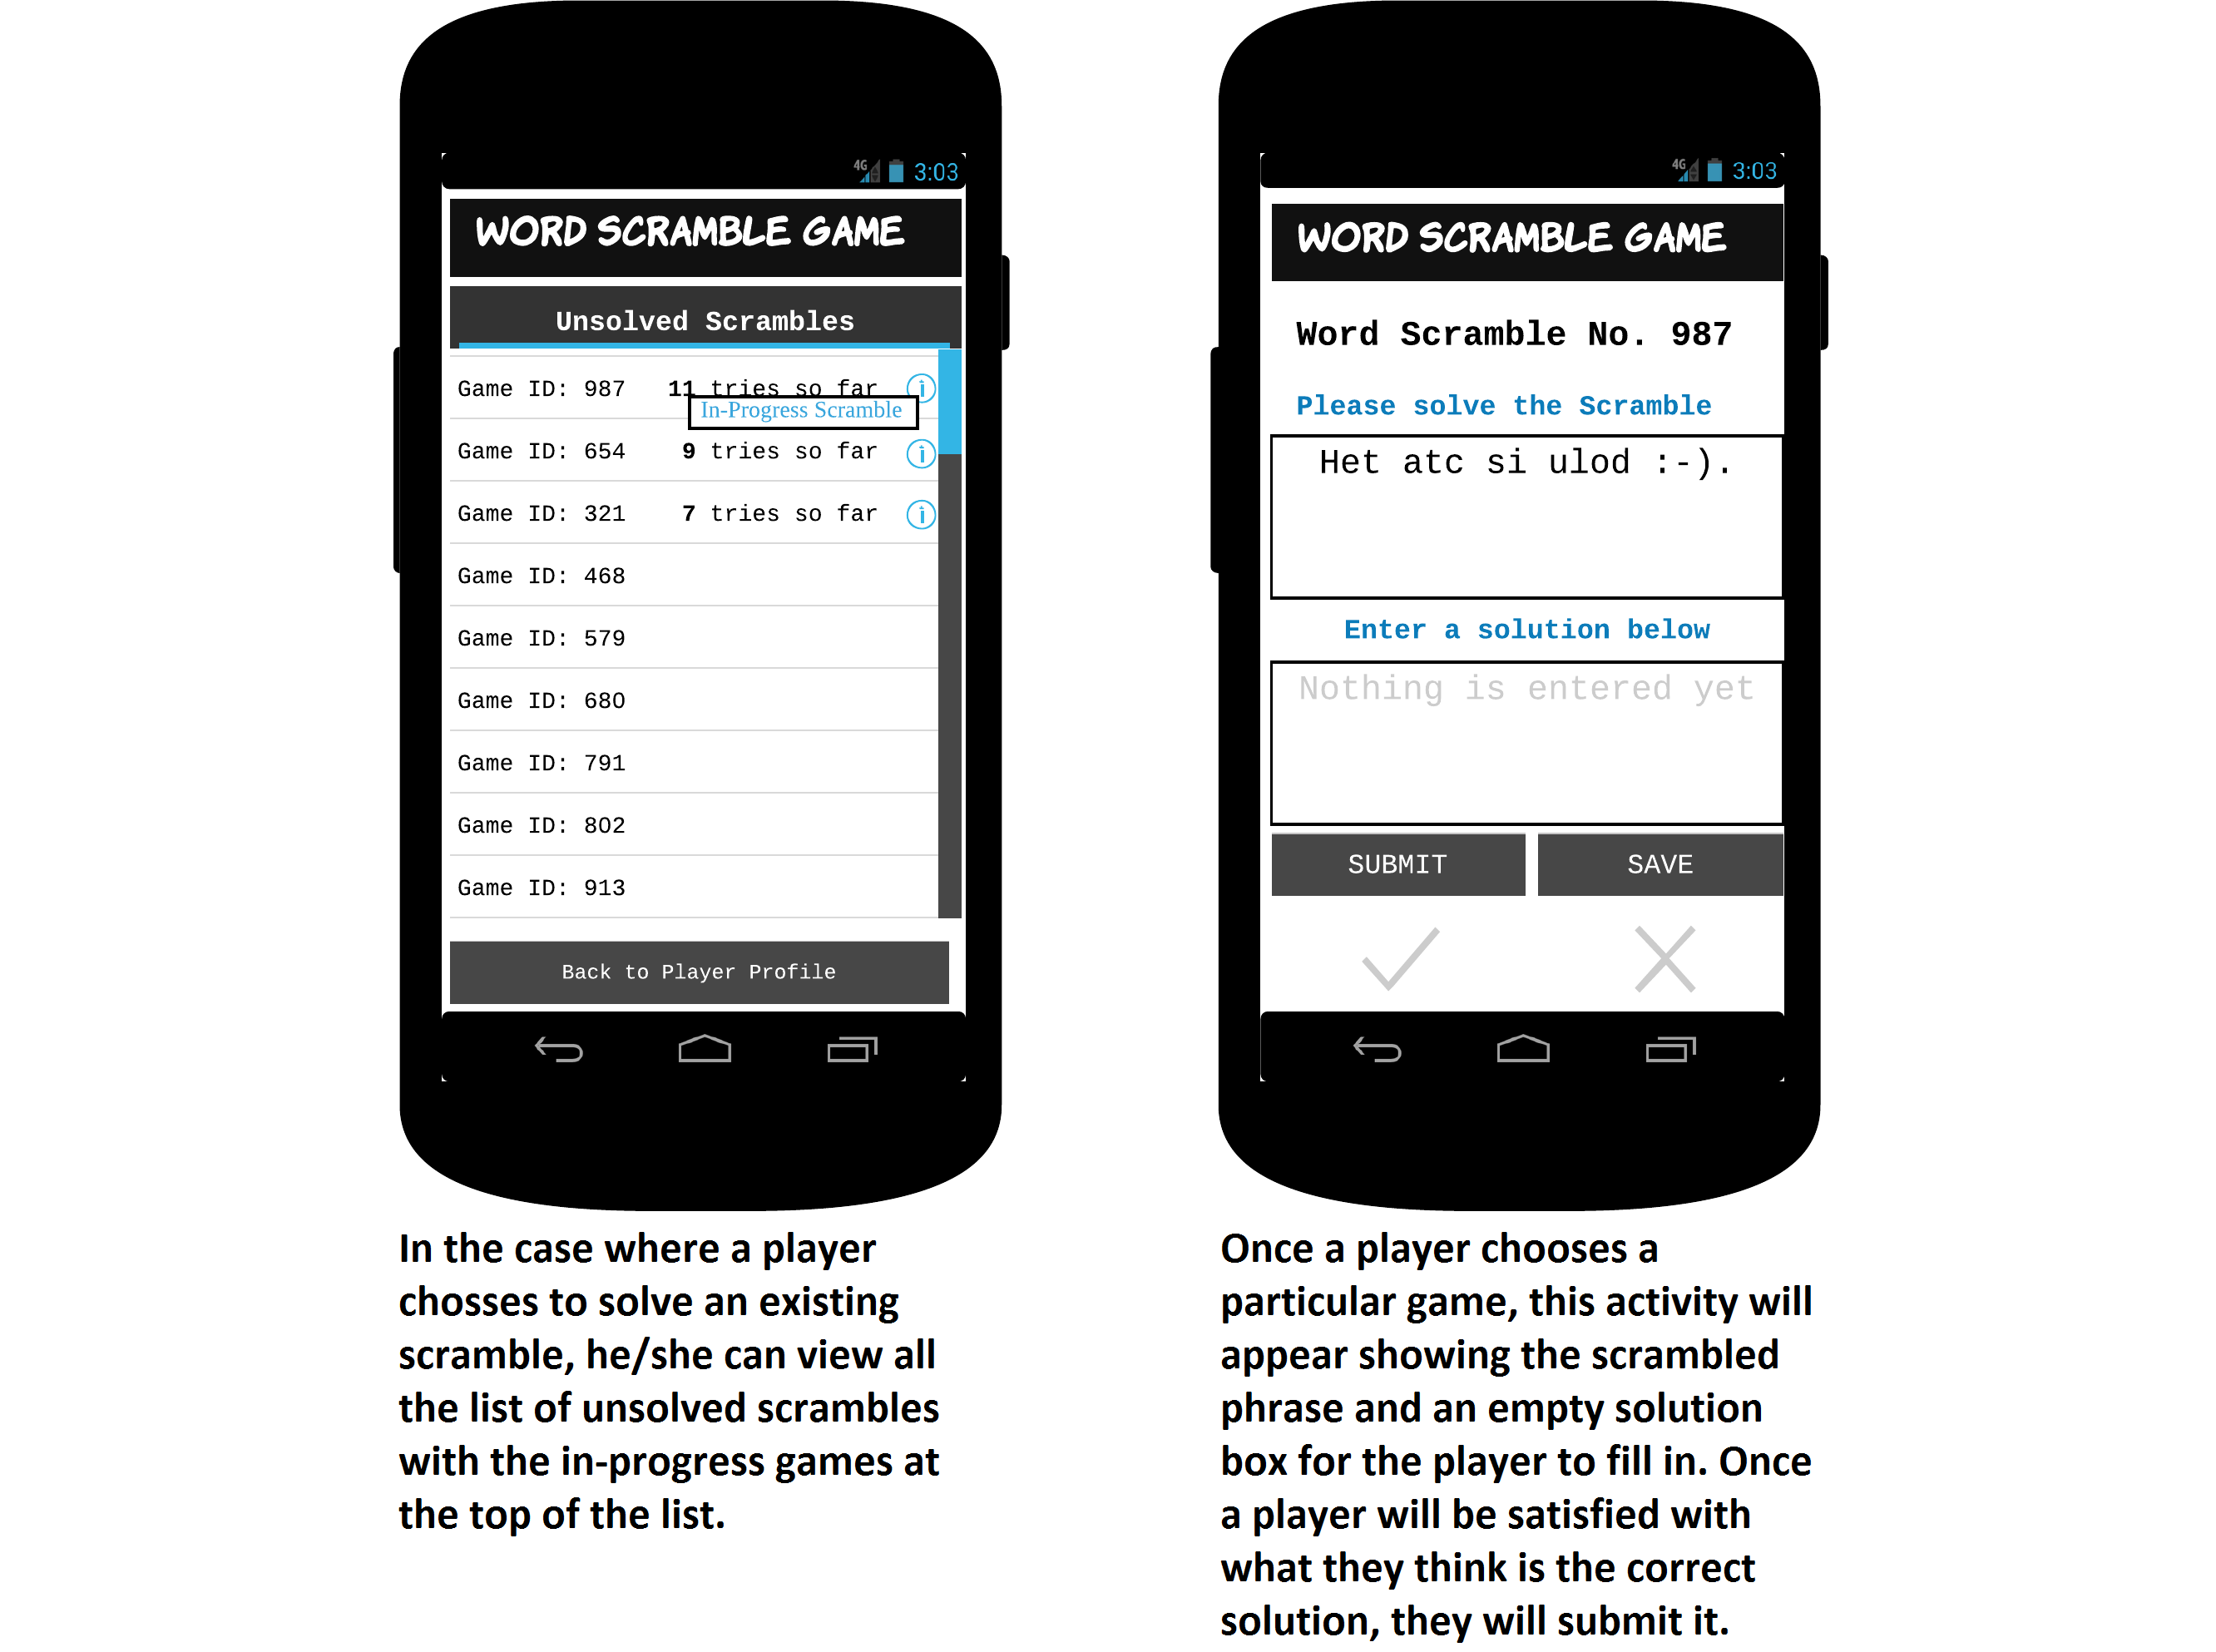 4G 3:03
WORD SCRAMBLE GAME
Unsolved Scrambles
Game ID: 987 11 tries so far
In-Progress Scramble
Game ID: 654 9 tries so far
Game ID: 321 7 tries so far
Game ID: 468
Game ID: 579
Game ID: 680
Game ID: 791
Game ID: 802
Game ID: 913
Back to Player Profile
In the case where a player
chosses to solve an existing
scramble, he/she can view all
the list of unsolved scrambles
with the in-progress games at
the top of the list.
4G 3:03
WORD SCRAMBLE GAME
Word Scramble No. 987
Please solve the Scramble
Het atc si ulod :-).
Enter a solution below
Nothing is entered yet
SUBMIT SAVE
Once a player chooses a
particular game, this activity will
appear showing the scrambled
phrase and an empty solution
box for the player to fill in. Once
a player will be satisfied with
what they think is the correct
solution, they will submit it.